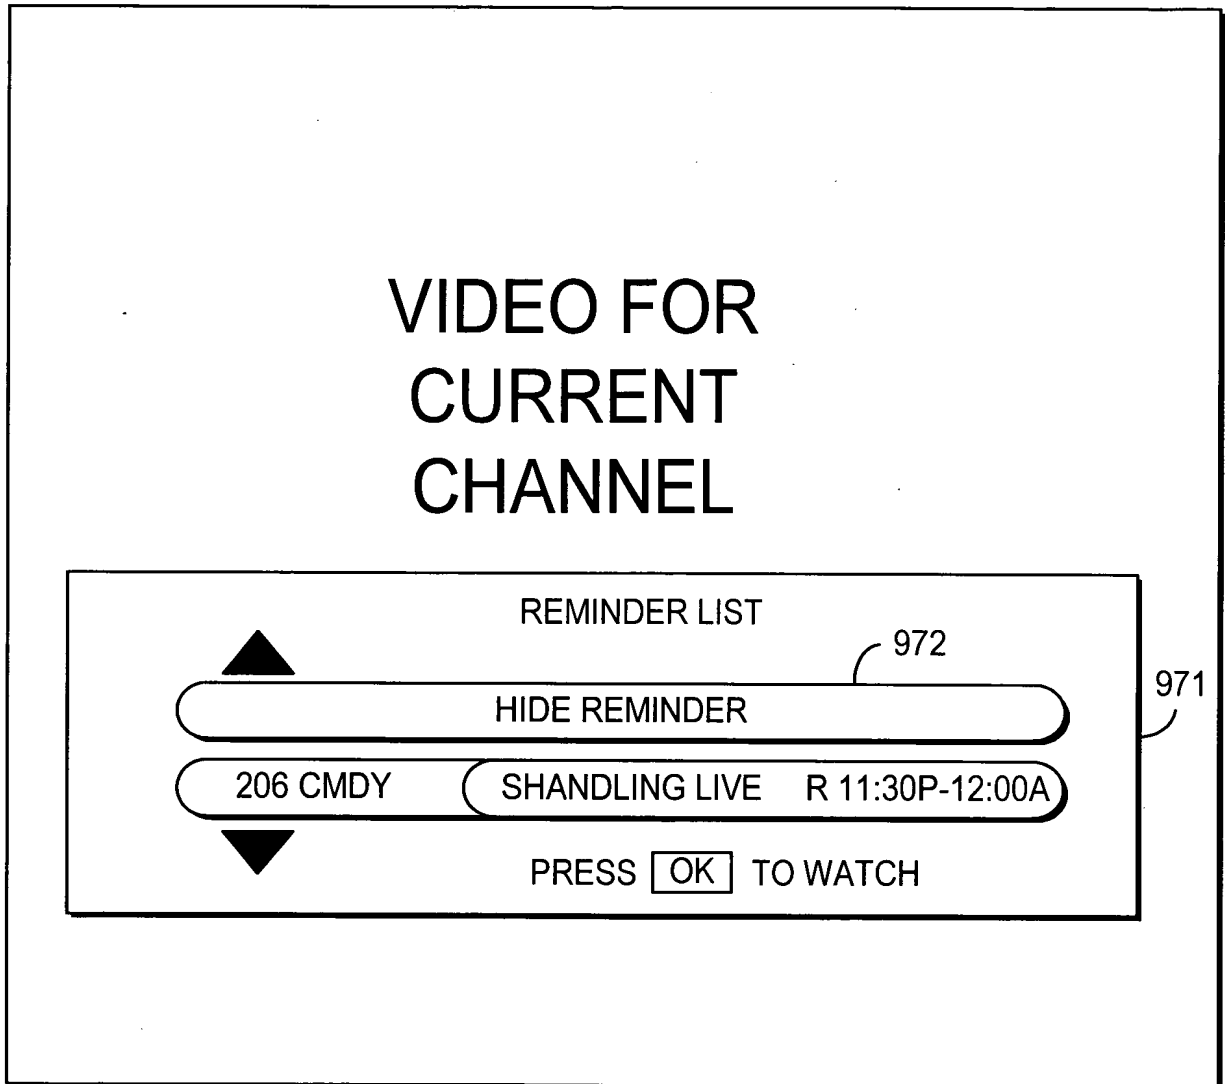 VIDEO FOR
CURRENT
CHANNEL
REMINDER LIST
972
971
HIDE REMINDER
206 CMDY SHANDLING LIVE R 11:30P-12:00A
PRESS OK TO WATCH